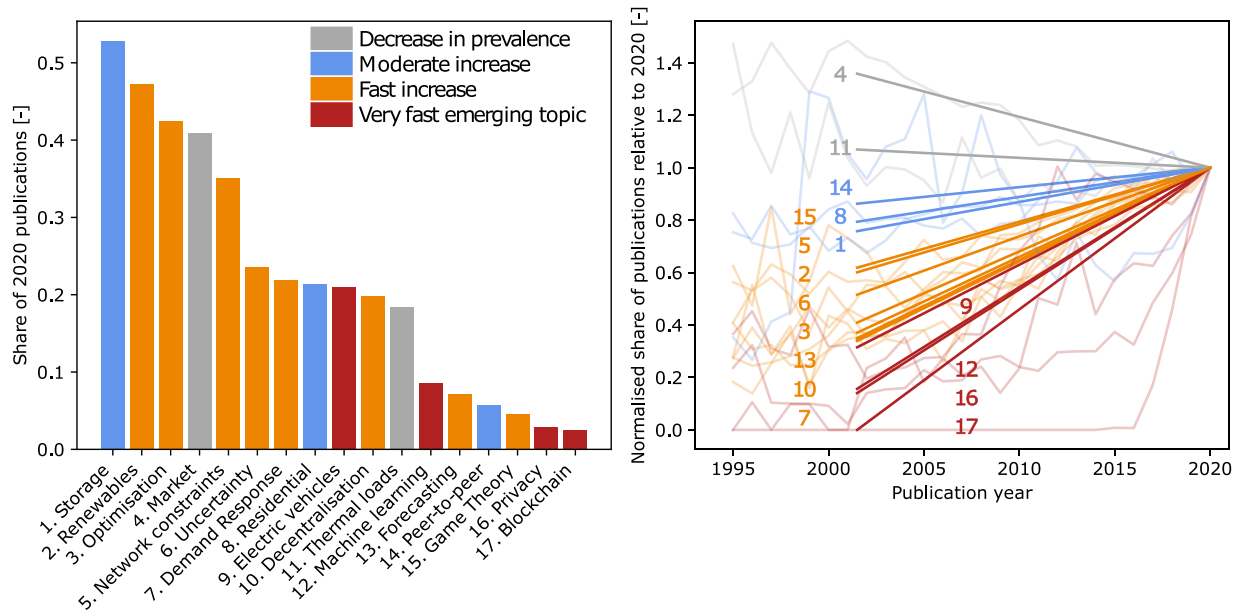 Share of 2020 publications [-]
0.5
0.4
0.3
0.2
0.1
0.0
Decrease in prevalence
Moderate increase
Fast increase
Very fast emerging topic
1. Storage
2. Renewables
3. Optimisation
4. Market
5. Network constraints
6. Uncertainty
7. Demand Response
8. Residential
9. Electric vehicles
10. Decentralisation
11. Thermal loads
12. Machine learning
13. Forecasting
14. Peer-to-peer
15. Game Theory
16. Privacy
17. Blockchain
Normalised share of publications relative to 2020 [-]
1.4
1.2
1.0
0.8
0.6
0.4
0.2
0.0
4
11
14
15
8
5
1
2
6
9
3
13
12
10
16
7
17
1995
2000
2005
2010
2015
2020
Publication year